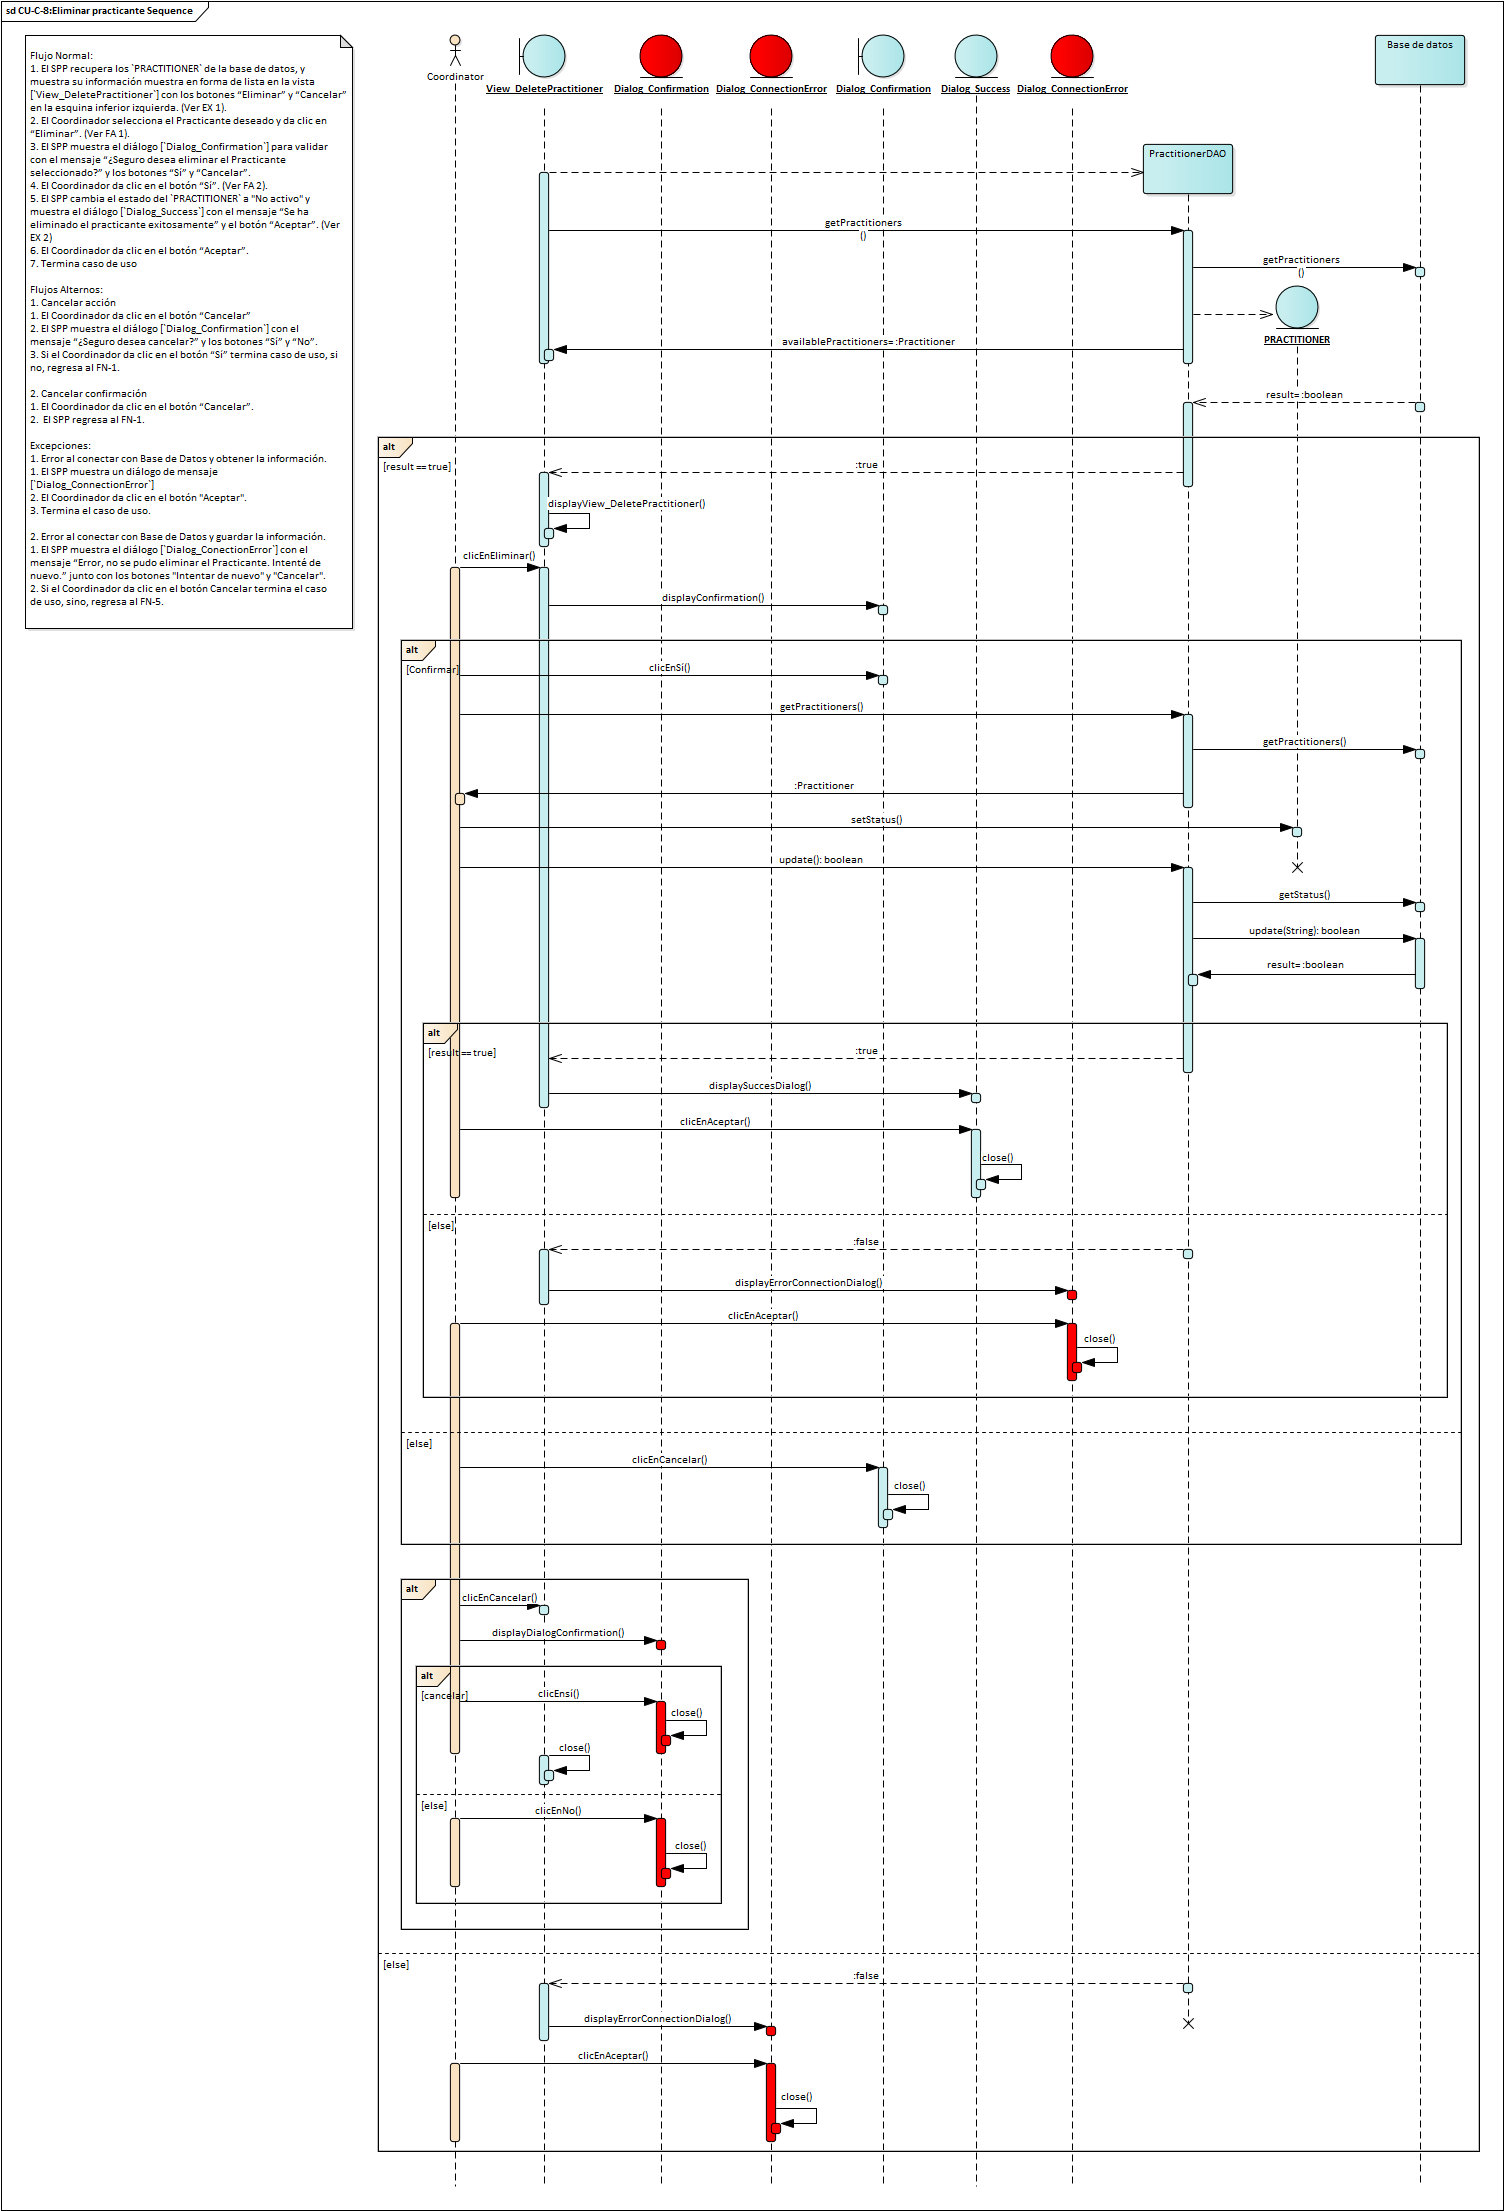 sd CU-C-8:Eliminar practicante Sequence
Flujo Normal:
1. El SPP recupera los `PRACTITIONER` de la base de datos, y
muestra su información muestra en forma de lista en la vista
[`View_DeletePractitioner`] con los botones “Eliminar” y “Cancelar”
en la esquina inferior izquierda. (Ver EX 1).
2. El Coordinador selecciona el Practicante deseado y da clic en
“Eliminar”. (Ver FA 1).
3. El SPP muestra el diálogo [`Dialog_Confirmation`] para validar
con el mensaje “¿Seguro desea eliminar el Practicante
seleccionado?” y los botones “Sí” y “Cancelar”.
4. El Coordinador da clic en el botón “Sí”. (Ver FA 2).
5. El SPP cambia el estado del `PRACTITIONER` a "No activo" y
muestra el diálogo [`Dialog_Success`] con el mensaje “Se ha
eliminado el practicante exitosamente” y el botón “Aceptar”. (Ver
EX 2)
6. El Coordinador da clic en el botón “Aceptar”.
7. Termina caso de uso
Flujos Alternos:
1. Cancelar acción
1. El Coordinador da clic en el botón “Cancelar”
2. El SPP muestra el diálogo [`Dialog_Confirmation`] con el
mensaje “¿Seguro desea cancelar?” y los botones “Sí” y “No”.
3. Si el Coordinador da clic en el botón “Sí” termina caso de uso, si
no, regresa al FN-1.
2. Cancelar confirmación
1. El Coordinador da clic en el botón “Cancelar”.
2. El SPP regresa al FN-1.
Excepciones:
1. Error al conectar con Base de Datos y obtener la información.
1. El SPP muestra un diálogo de mensaje
[`Dialog_ConnectionError`]
2. El Coordinador da clic en el botón "Aceptar".
3. Termina el caso de uso.
2. Error al conectar con Base de Datos y guardar la información.
1. El SPP muestra el diálogo [`Dialog_ConectionError`] con el
mensaje “Error, no se pudo eliminar el Practicante. Intenté de
nuevo.” junto con los botones "Intentar de nuevo" y "Cancelar".
2. Si el Coordinador da clic en el botón Cancelar termina el caso
de uso, sino, regresa al FN-5.
Coordinator
View_DeletePractitioner
Dialog_Confirmation
Dialog_ConnectionError
Dialog_Confirmation
Dialog_Success
Dialog_ConnectionError
Base de datos
PractitionerDAO
getPractitioners
()
getPractitioners
()
PRACTITIONER
availablePractitioners= :Practitioner
result= :boolean
alt
[result == true]
:true
displayView_DeletePractitioner()
clicEnEliminar()
displayConfirmation()
alt
[Confirmar]
clicEnSí()
getPractitioners()
getPractitioners()
:Practitioner
setStatus()
update(): boolean
getStatus()
update(String): boolean
result= :boolean
alt
[result == true]
:true
displaySuccesDialog()
clicEnAceptar()
close()
[else]
:false
displayErrorConnectionDialog()
clicEnAceptar()
close()
[else]
clicEnCancelar()
close()
alt
clicEnCancelar()
displayDialogConfirmation()
alt
[cancelar]
clicEnsí()
close()
close()
[else]
clicEnNo()
close()
[else]
:false
displayErrorConnectionDialog()
clicEnAceptar()
close()